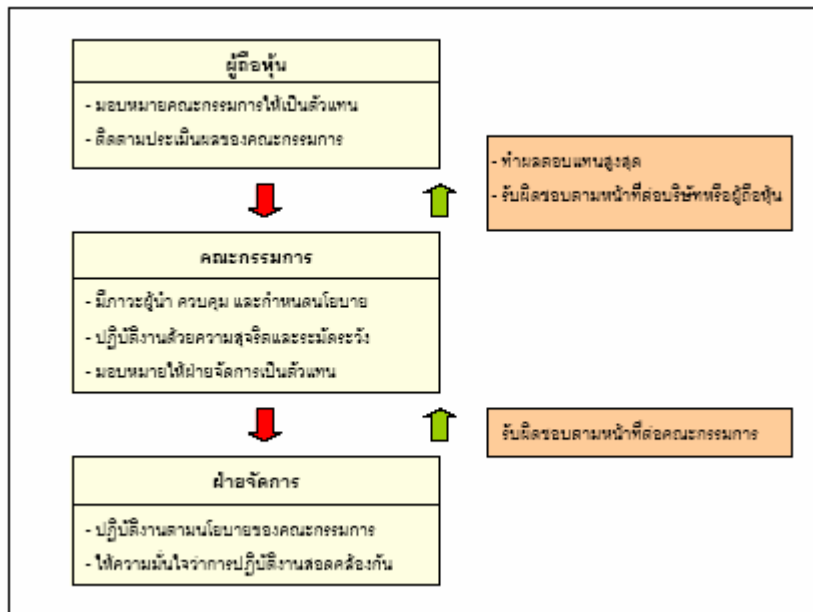 ผู้ถือหุ้น
- มอบหมายคณะกรรมการให้เป็นตัวแทน
- ติดตามประเมินผลของคณะกรรมการ
- ทำผลตอบแทนสูงสุด
- รับผิดชอบตามหน้าที่ต่อบริษัทหรือผู้ถือหุ้น
คณะกรรมการ
- มีภาวะผู้นำ ควบคุม และกำหนดนโยบาย
- ปฏิบัติงานด้วยความสุจริตและระมัดระวัง
- มอบหมายให้ฝ่ายจัดการเป็นตัวแทน
รับผิดชอบตามหน้าที่ต่อคณะกรรมการ
ฝ่ายจัดการ
- ปฏิบัติงานตามนโยบายของคณะกรรมการ
- ให้ความมั่นใจว่าการปฏิบัติงานสอดคล้องกัน